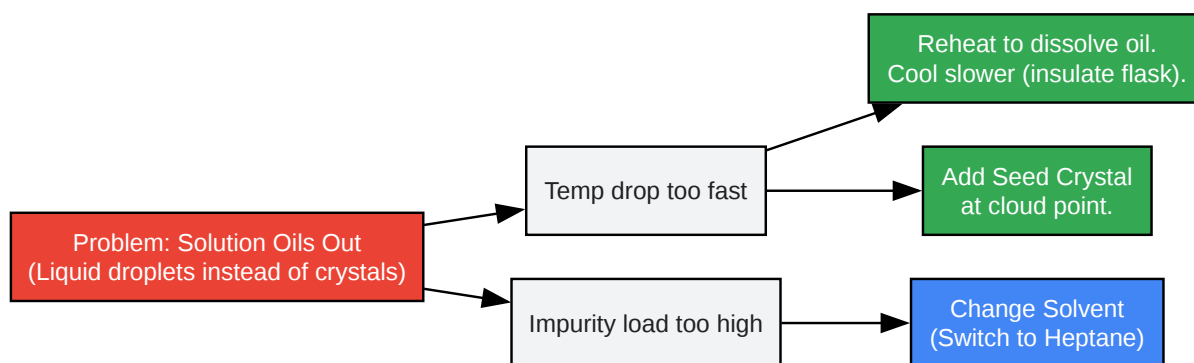 Problem: Solution Oils Out
(Liquid droplets instead of crystals)
Temp drop too fast
Impurity load too high
Reheat to dissolve oil.
Cool slower (insulate flask).
Add Seed Crystal
at cloud point.
Change Solvent
(Switch to Heptane)